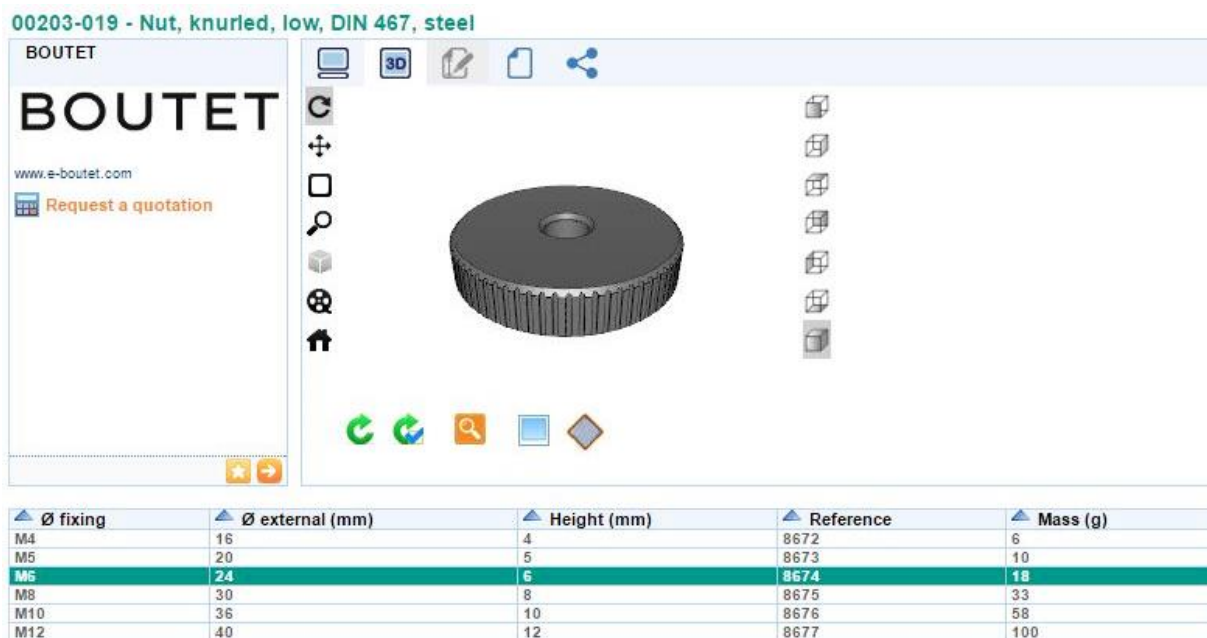 00203-019 - Nut, knurled, low, DIN 467, steel
BOUTET
BOUTET
www.e-boutet.com
Request a quotation
3D
Ø fixing Ø external (mm) Height (mm) Reference Mass (g)
M4 16 4 8672 6
M5 20 5 8673 10
M6 24 6 8674 18
M8 30 8 8675 33
M10 36 10 8676 58
M12 40 12 8677 100